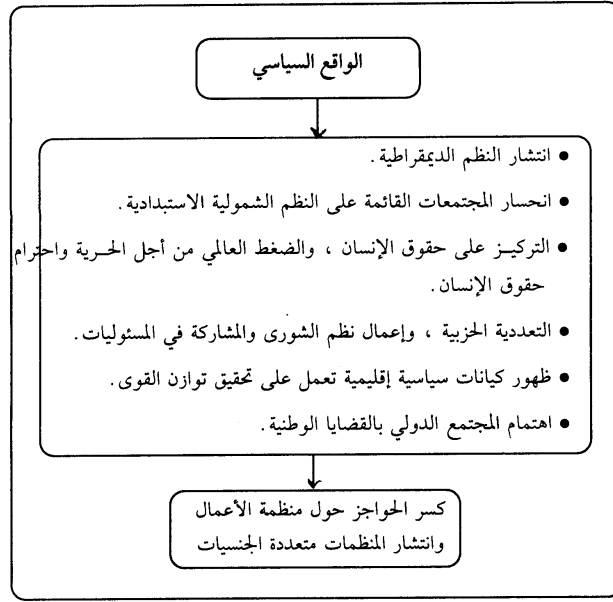 الواقع السياسي
● انتشار النظم الديمقراطية .
● انحسار المجتمعات القائمة على النظم الشمولية الاستبدادية .
● التركيـز على حقوق الإنسان ، والضغط العالمي من أجل الحـرية واحترام
حقوق الإنسان .
● التعددية الحزبية ، وإعمال نظم الشورى والمشاركة في المسئوليات .
● ظهور كيانات سياسية إقليمية تعمل على تحقيق توازن القوى .
● اهتمام المجتمع الدولي بالقضايا الوطنية .
كسر الحواجز حول منظمة الأعمال
وانتشار المنظمات متعددة الجنسيات